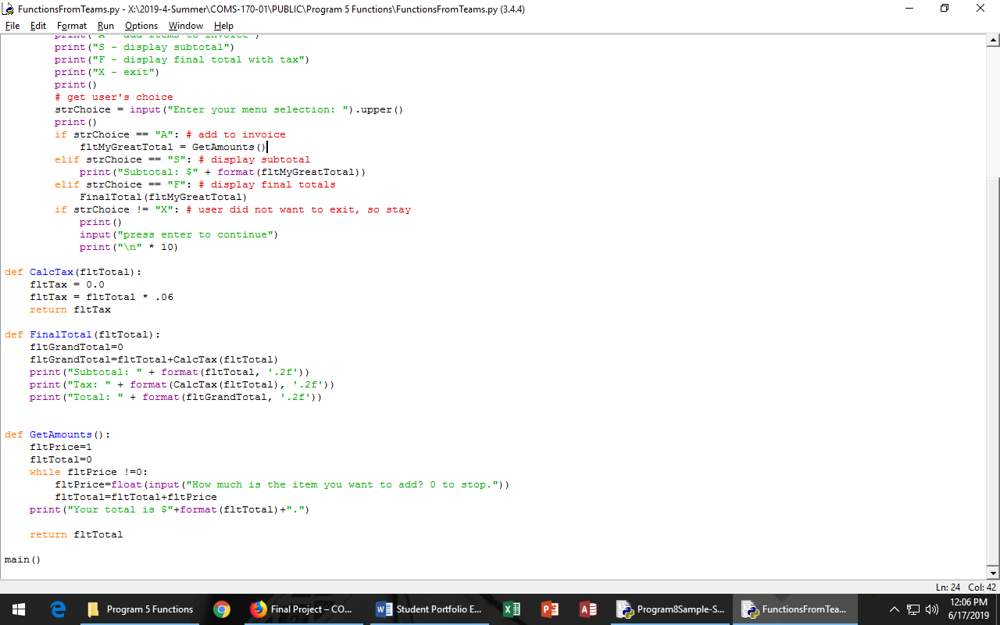 FunctionsFromTeams.py - X:\2019-4-Summer\COMS-170-01\PUBLIC\Program 5 Functions\FunctionsFromTeams.py (3.4.4)
File Edit Format Run Options Window Help
        print("A - add items to invoice")
        print("S - display subtotal")
        print("F - display final total with tax")
        print("X - exit")
        print()
        # get user's choice
        strChoice = input("Enter your menu selection: ").upper()
        print()
        if strChoice == "A": # add to invoice
            fltMyGreatTotal = GetAmounts()
        elif strChoice == "S": # display subtotal
            print("Subtotal: $" + format(fltMyGreatTotal))
        elif strChoice == "F": # display final totals
            FinalTotal(fltMyGreatTotal)
        if strChoice != "X": # user did not want to exit, so stay
            print()
            input("press enter to continue")
            print("\n" * 10)

def CalcTax(fltTotal):
    fltTax = 0.0
    fltTax = fltTotal * .06
    return fltTax

def FinalTotal(fltTotal):
    fltGrandTotal=0
    fltGrandTotal=fltTotal+CalcTax(fltTotal)
    print("Subtotal: " + format(fltTotal, '.2f'))
    print("Tax: " + format(CalcTax(fltTotal), '.2f'))
    print("Total: " + format(fltGrandTotal, '.2f'))


def GetAmounts():
    fltPrice=1
    fltTotal=0
    while fltPrice !=0:
        fltPrice=float(input("How much is the item you want to add? 0 to stop."))
        fltTotal=fltTotal+fltPrice
    print("Your total is $"+format(fltTotal)+".")

    return fltTotal

main()
Ln: 24 Col: 42
Program 5 Functions Final Project – CO... Student Portfolio E... Program8Sample-S... FunctionsFromTea...
12:06 PM
6/17/2019